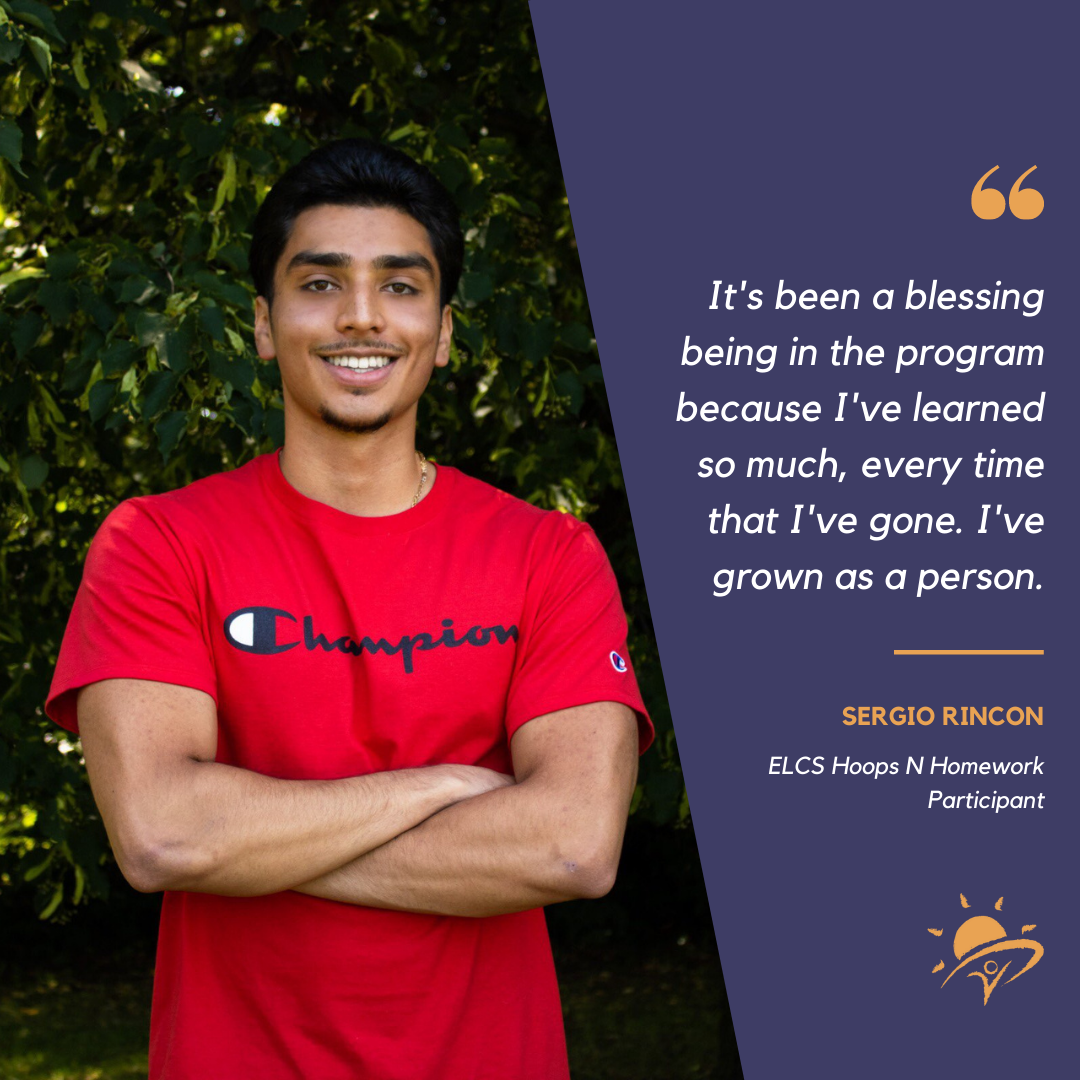 Champion
“
It's been a blessing
being in the program
because I've learned
so much, every time
that I've gone. I've
grown as a person.
SERGIO RINCON
ELCS Hoops N Homework
Participant